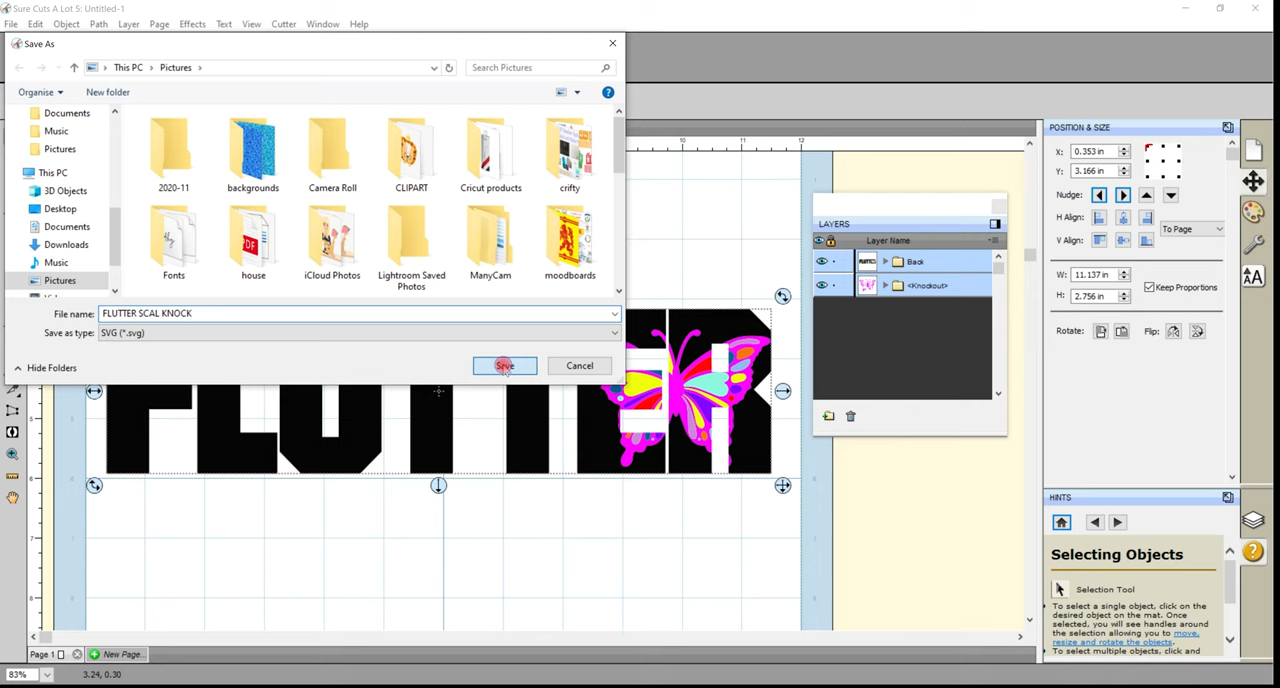 Sure Cuts A Lot 5: Untitled-1
File Edit Object Path Layer Page Effects Text View Cutter Window Help
Save As
This PC > Pictures >
Search Pictures
Organise New folder
Documents
Music
Pictures
This PC
3D Objects
Desktop
Documents
Downloads
Music
Pictures
2020-11 backgrounds Camera Roll CLIPART Cricut products crifty
Fonts house iCloud Photos Lightroom Saved Photos ManyCam moodboards
PDF
File name: FLUTTER SCAL KNOCK
Save as type: SVG (*.svg)
Hide Folders
Save Cancel
10 11 12
FLUTTER
LAYERS
Layer Name
Back
<Knockout>
POSITION & SIZE
X: 0.353 in
Y: 3.166 in
Nudge:
H Align:
To Page
V Align:
W: 11.137 in
Keep Proportions
H: 2.756 in
Rotate: Flip:
HINTS
Selecting Objects
Selection Tool
To select a single object, click on the
desired object on the mat. Once
selected, you will see handles around
the selection allowing you to move,
resize and rotate the objects.
To select multiple objects, click and
Page 1 New Page...
83% 3.24, 0.30